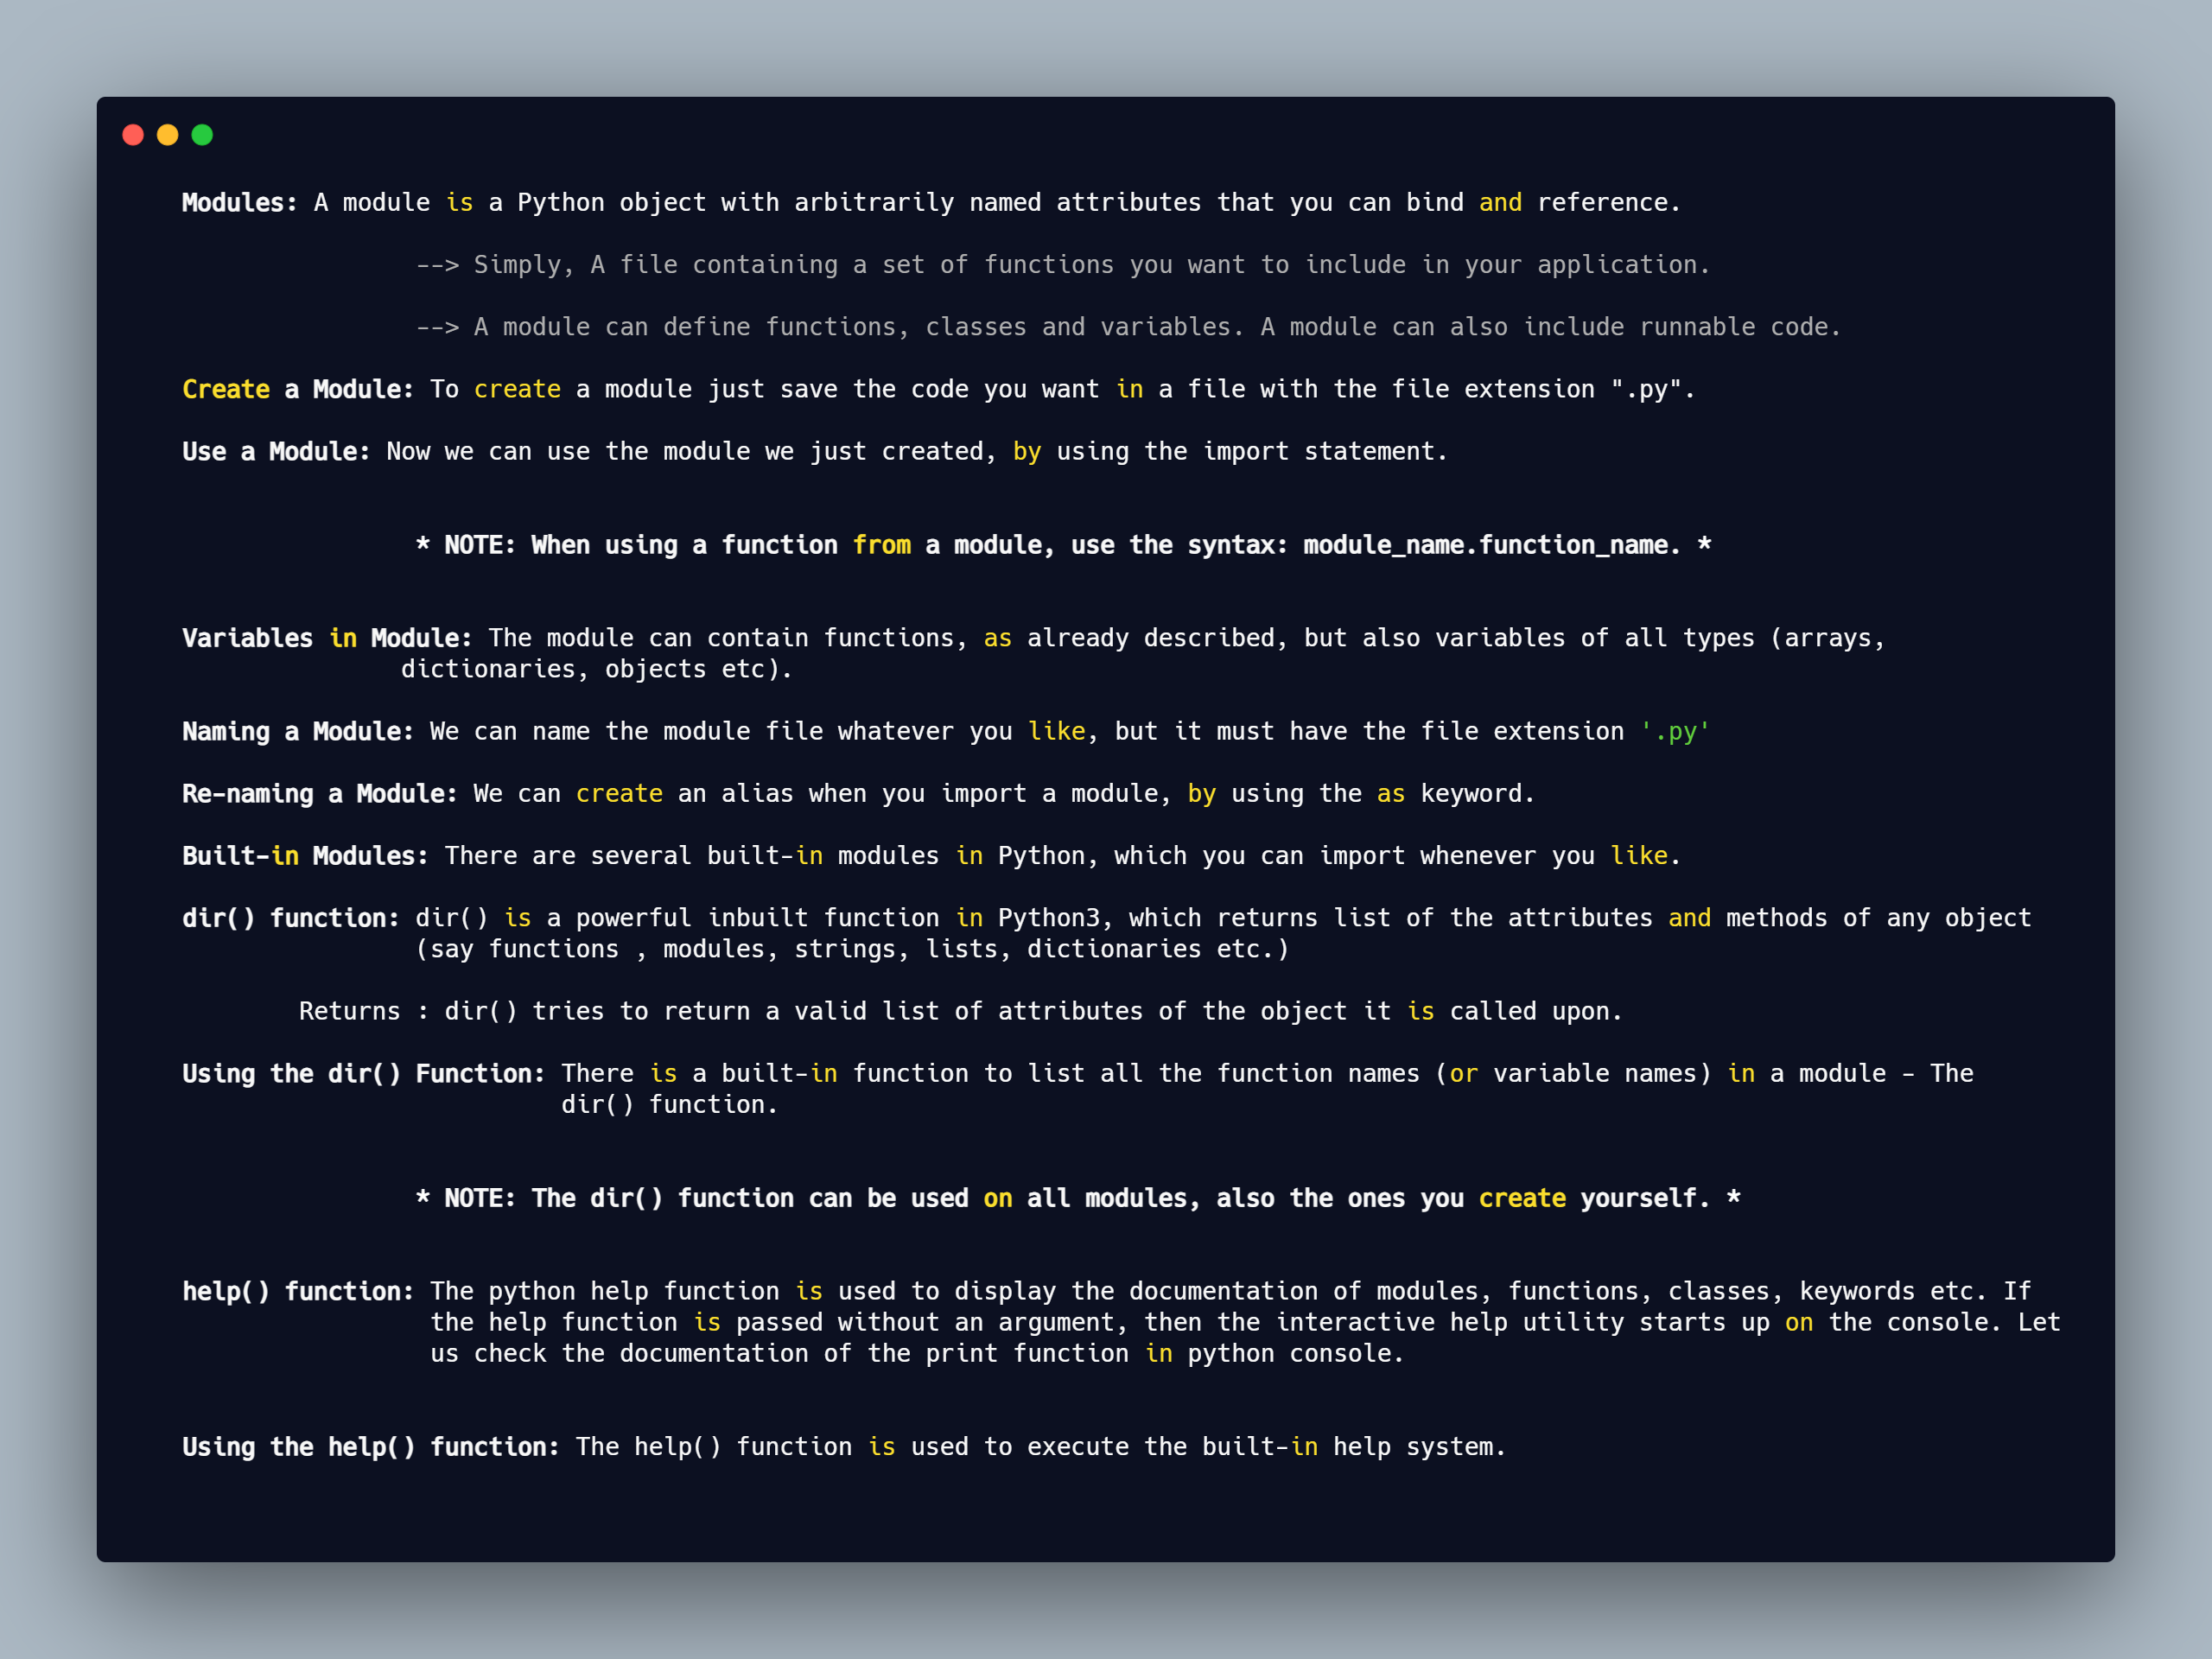 Modules: A module is a Python object with arbitrarily named attributes that you can bind and reference.
--> Simply, A file containing a set of functions you want to include in your application.
--> A module can define functions, classes and variables. A module can also include runnable code.
Create a Module: To create a module just save the code you want in a file with the file extension ".py".
Use a Module: Now we can use the module we just created, by using the import statement.
* NOTE: When using a function from a module, use the syntax: module_name.function_name. *
Variables in Module: The module can contain functions, as already described, but also variables of all types (arrays,
dictionaries, objects etc).
Naming a Module: We can name the module file whatever you like, but it must have the file extension '.py'
Re-naming a Module: We can create an alias when you import a module, by using the as keyword.
Built-in Modules: There are several built-in modules in Python, which you can import whenever you like.
dir() function: dir() is a powerful inbuilt function in Python3, which returns list of the attributes and methods of any object
(say functions , modules, strings, lists, dictionaries etc.)
Returns : dir() tries to return a valid list of attributes of the object it is called upon.
Using the dir() Function: There is a built-in function to list all the function names (or variable names) in a module - The
dir() function.
* NOTE: The dir() function can be used on all modules, also the ones you create yourself. *
help() function: The python help function is used to display the documentation of modules, functions, classes, keywords etc. If
the help function is passed without an argument, then the interactive help utility starts up on the console. Let
us check the documentation of the print function in python console.
Using the help() function: The help() function is used to execute the built-in help system.